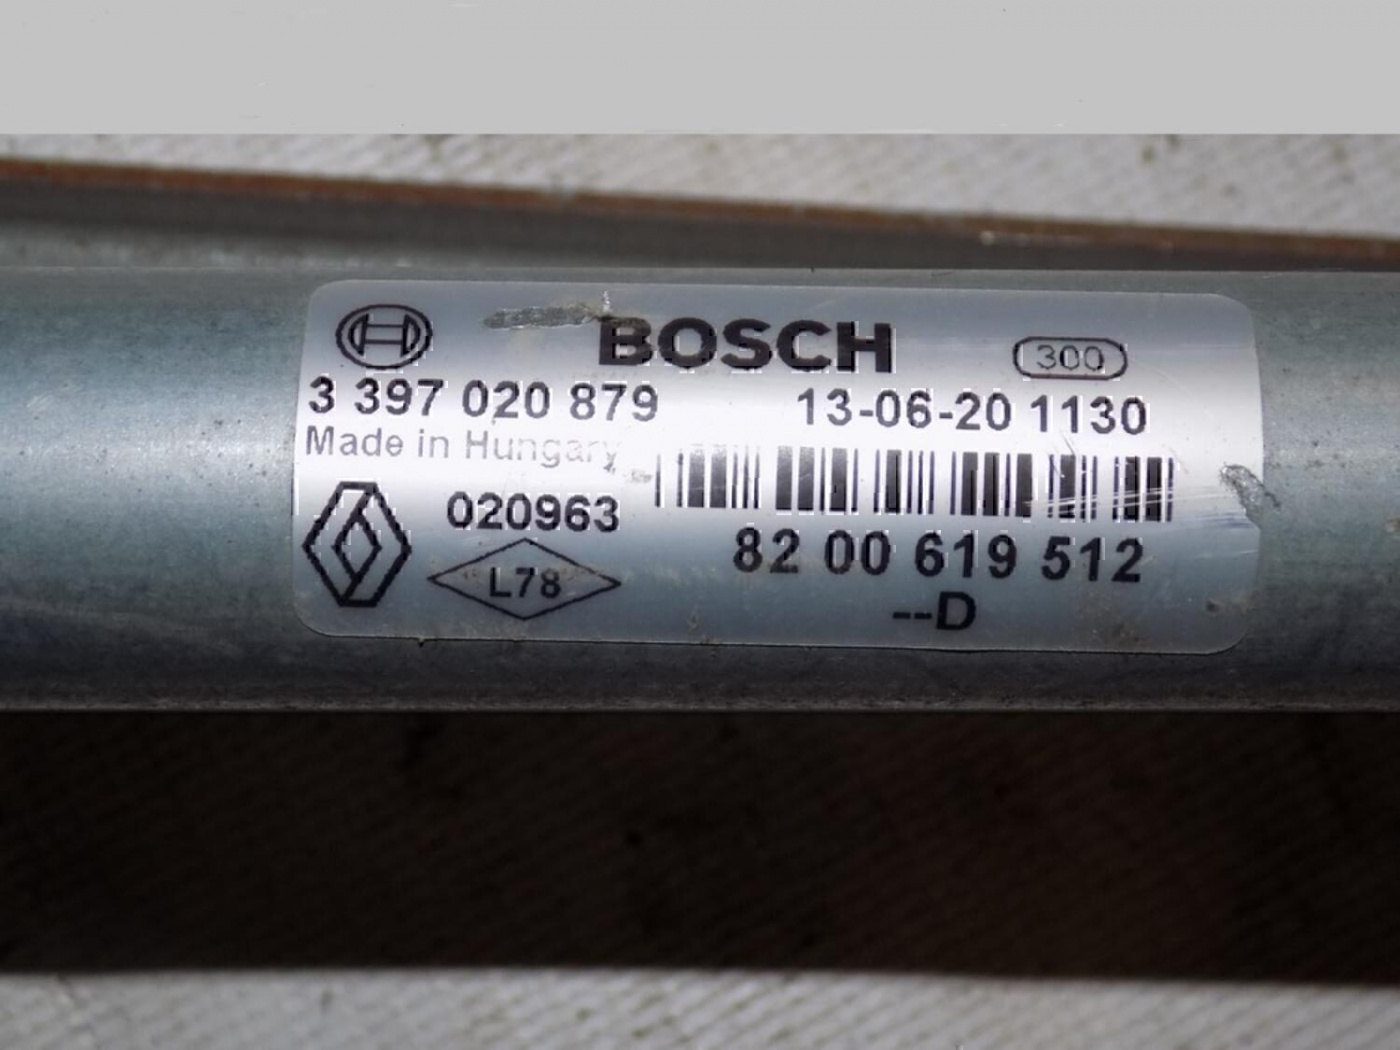 BOSCH 300
3 397 020 879 13-06-20 1130
Made in Hungary
020963
L78
82 00 619 512
--D